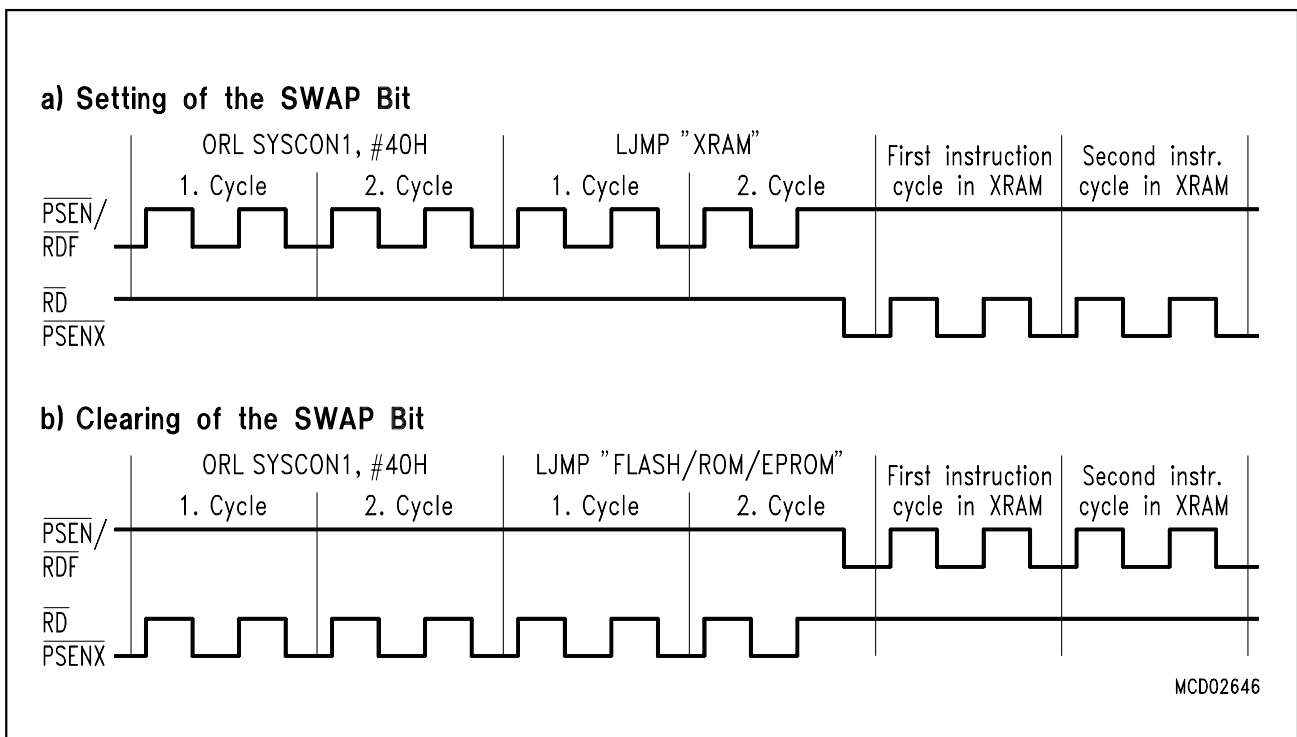 a) Setting of the SWAP Bit
ORL SYSCON1, #40H
LJMP "XRAM"
First instruction
cycle in XRAM
Second instr.
cycle in XRAM
1. Cycle
2. Cycle
1. Cycle
2. Cycle
PSEN/
RDF
RD
PSENX
b) Clearing of the SWAP Bit
ORL SYSCON1, #40H
LJMP "FLASH/ROM/EPROM"
First instruction
cycle in XRAM
Second instr.
cycle in XRAM
1. Cycle
2. Cycle
1. Cycle
2. Cycle
PSEN/
RDF
RD
PSENX
MCD02646